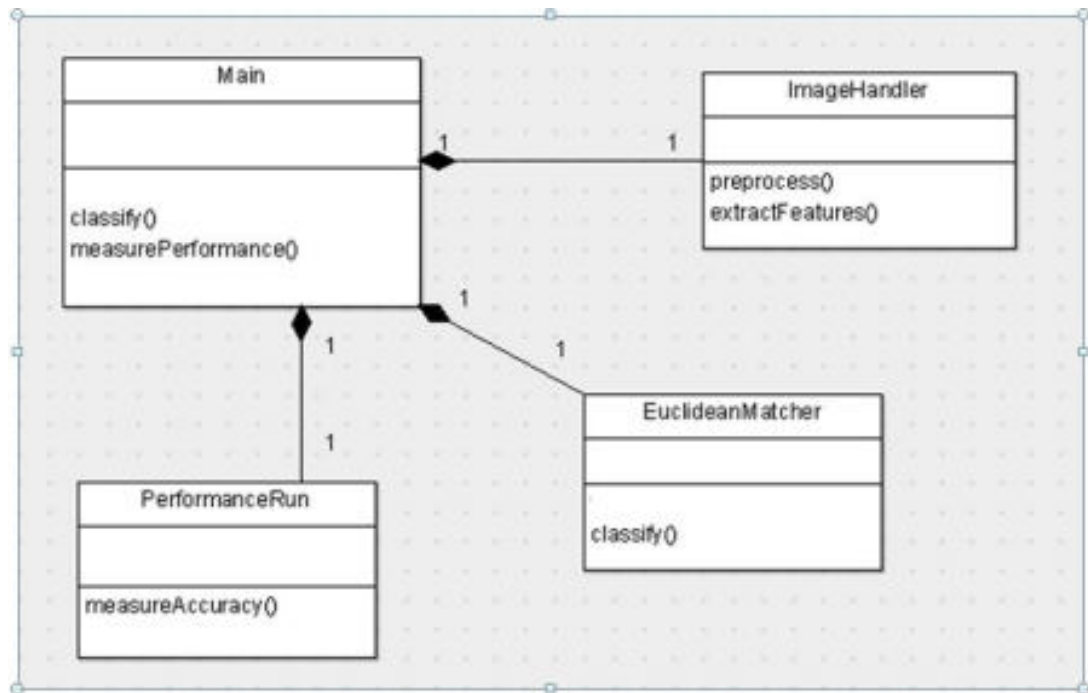 Main
classify()
measurePerformance()
1
1
ImageHandler
preprocess()
extractFeatures()
1
1
EuclideanMatcher
classify()
1
1
PerformanceRun
measureAccuracy()